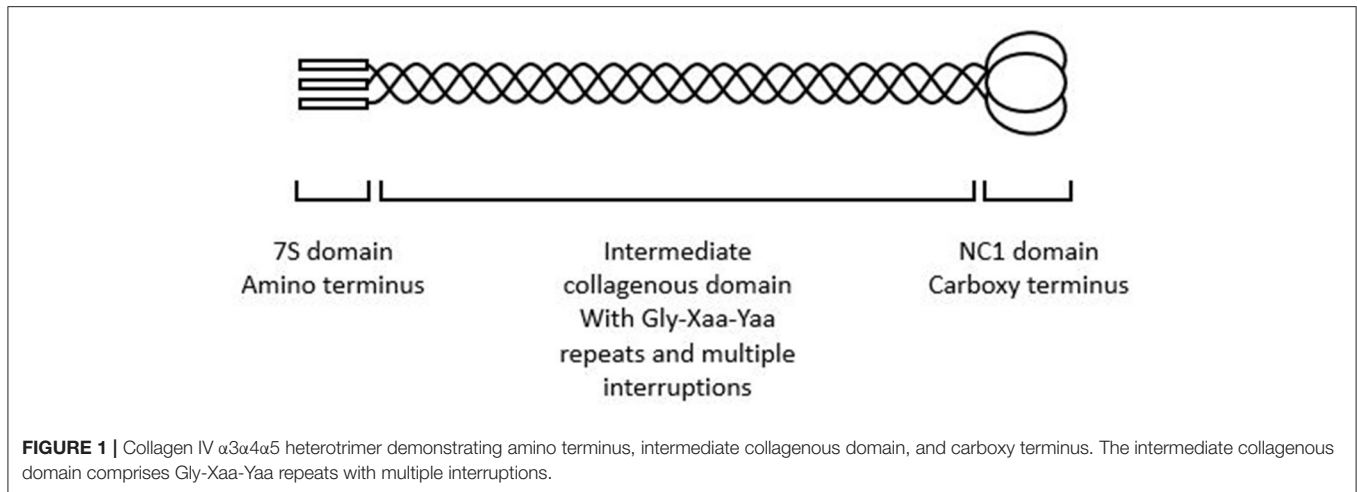 7S domain
Amino terminus
Intermediate
collagenous domain
With Gly-Xaa-Yaa
repeats and multiple
interruptions
NC1 domain
Carboxy terminus
FIGURE 1 | Collagen IV α3α4α5 heterotrimer demonstrating amino terminus, intermediate collagenous domain, and carboxy terminus. The intermediate collagenous
domain comprises Gly-Xaa-Yaa repeats with multiple interruptions.